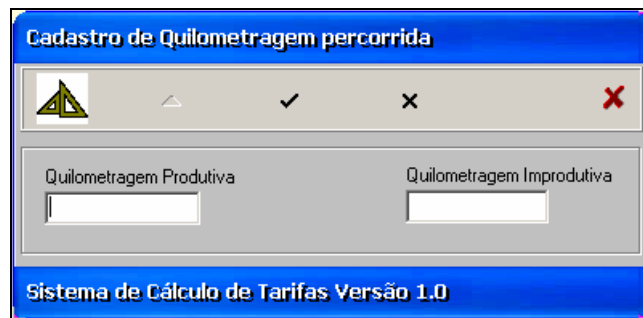 Cadastro de Quilometragem percorrida
Quilometragem Produtiva
Quilometragem Improdutiva
Sistema de Cálculo de Tarifas Versão 1.0